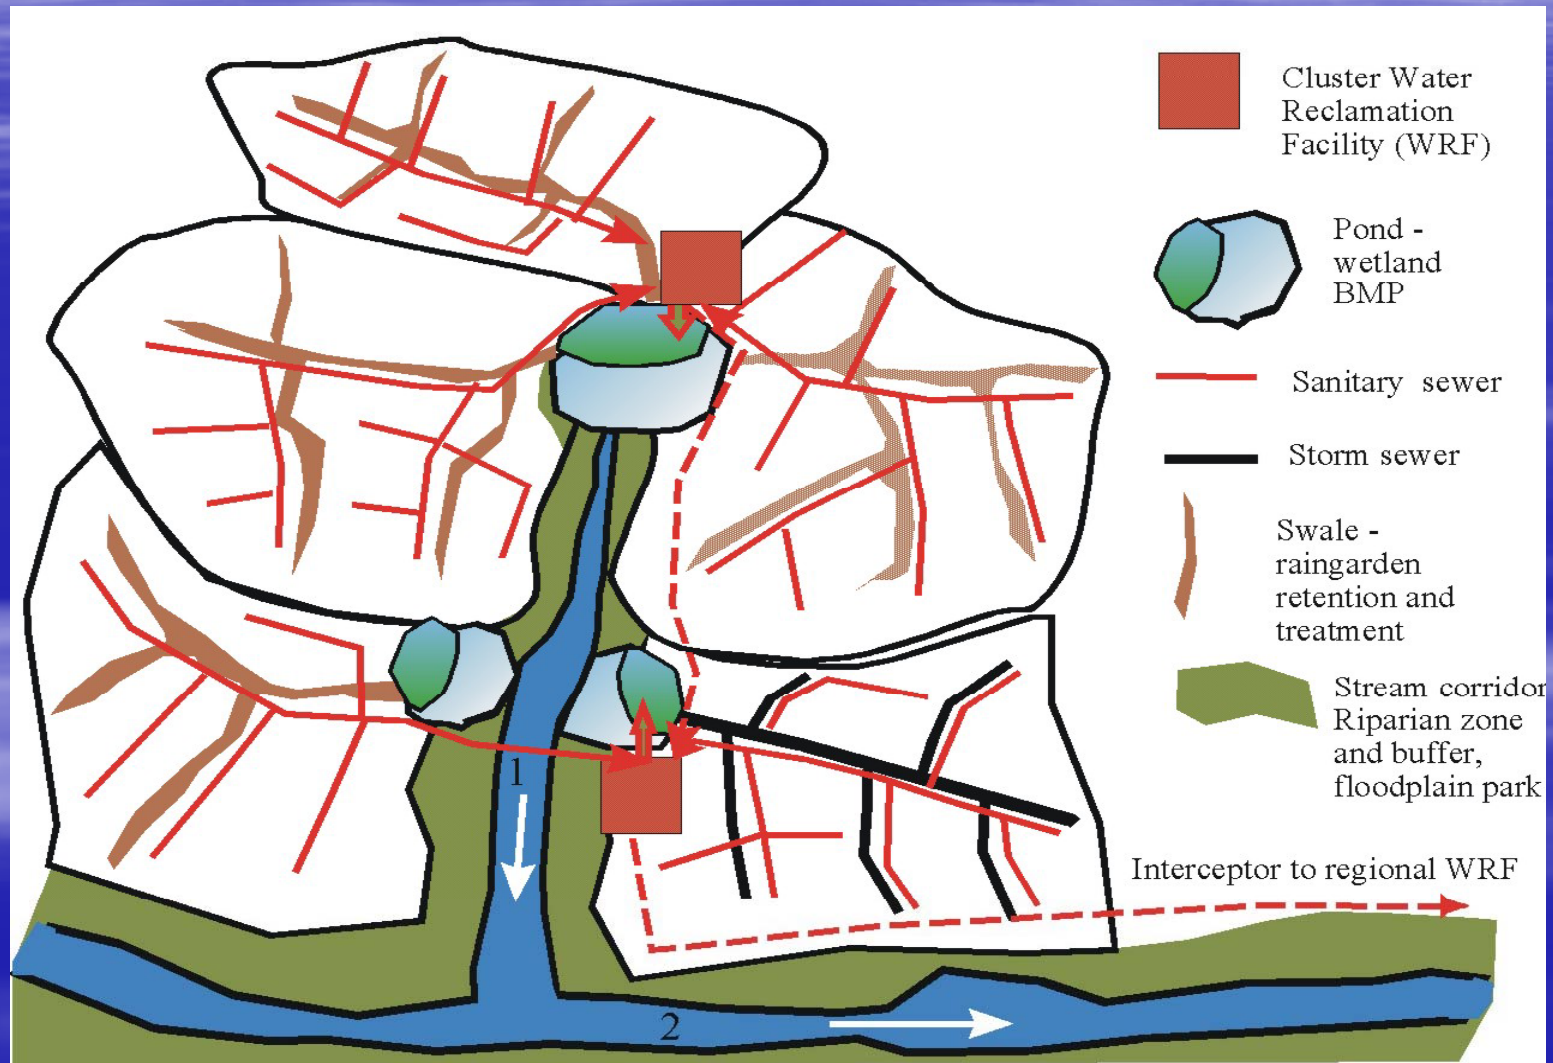 Cluster Water
Reclamation
Facility (WRF)
Pond -
wetland
BMP
Sanitary sewer
Storm sewer
Swale -
raingarden
retention and
treatment
Stream corridor
Riparian zone
and buffer,
floodplain park
Interceptor to regional WRF
1
2